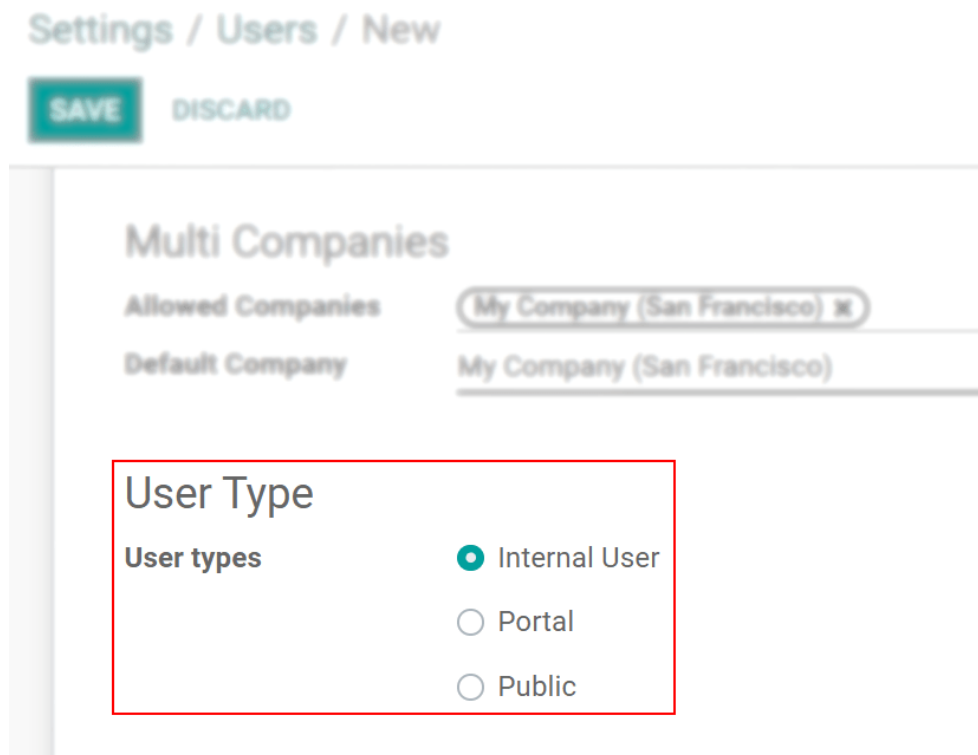 Settings / Users / New
SAVE DISCARD
Multi Companies
Allowed Companies My Company (San Francisco) ✖
Default Company My Company (San Francisco)
User Type
User types Internal User
Portal
Public